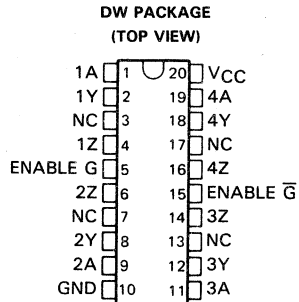 DW PACKAGE
(TOP VIEW)
1A 1 20 VCC
1Y 2 19 4A
NC 3 18 4Y
1Z 4 17 NC
ENABLE G 5 16 4Z
2Z 6 15 ENABLE G̅
NC 7 14 3Z
2Y 8 13 NC
2A 9 12 3Y
GND 10 11 3A